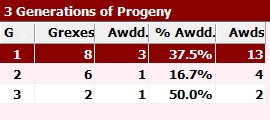 3 Generations of Progeny
G Grexes Awdd. % Awdd. Awds
1 8 3 37.5% 13
2 6 1 16.7% 4
3 2 1 50.0% 2